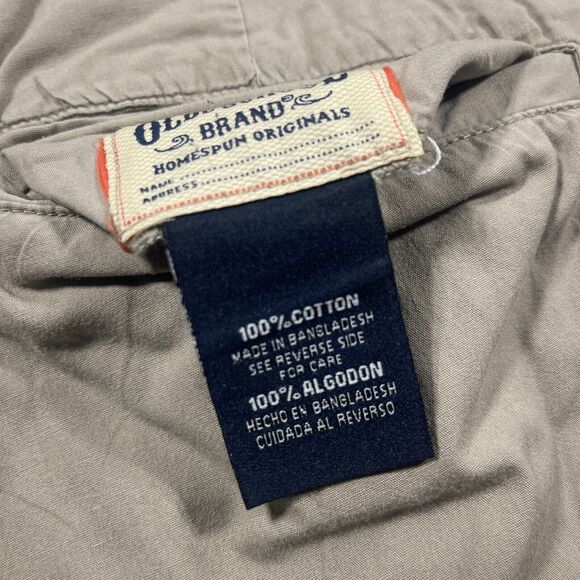 BRAND®
HOMESPUN ORIGINALS
NAME
ADDRESS
100% COTTON
MADE IN BANGLADESH
SEE REVERSE SIDE
FOR CARE
100% ALGODON
HECHO EN BANGLADESH
CUIDADA AL REVERSO